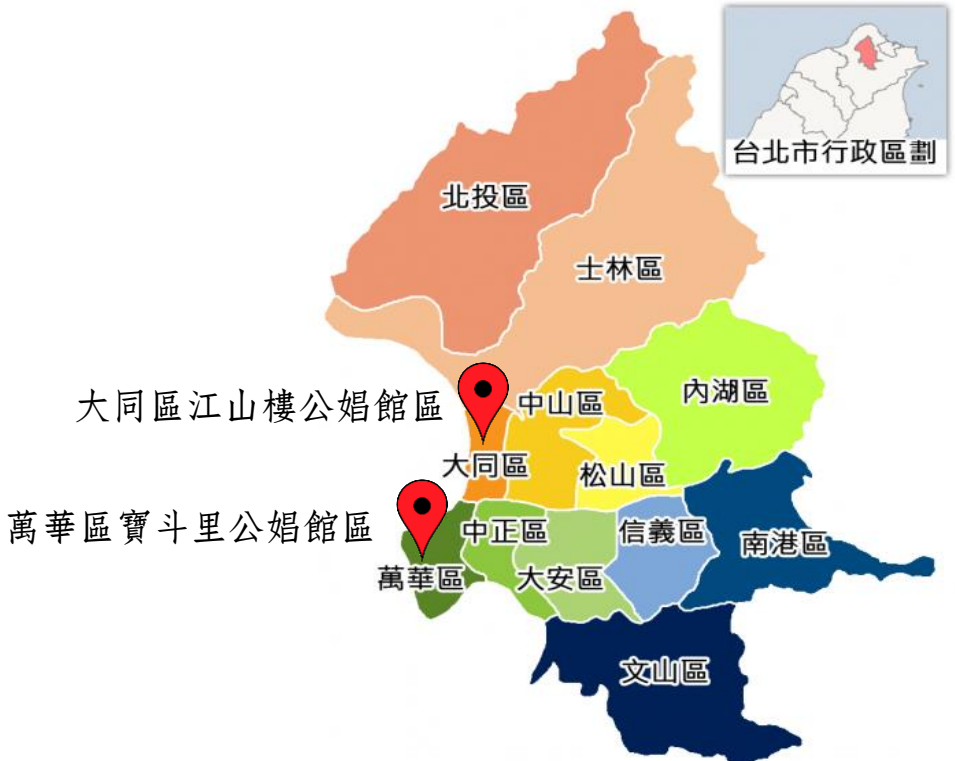 台北市行政區劃
北投區
士林區
大同區江山樓公娼館區
中山區
內湖區
大同區
松山區
萬華區寶斗里公娼館區
中正區
信義區
南港區
萬華區
大安區
文山區